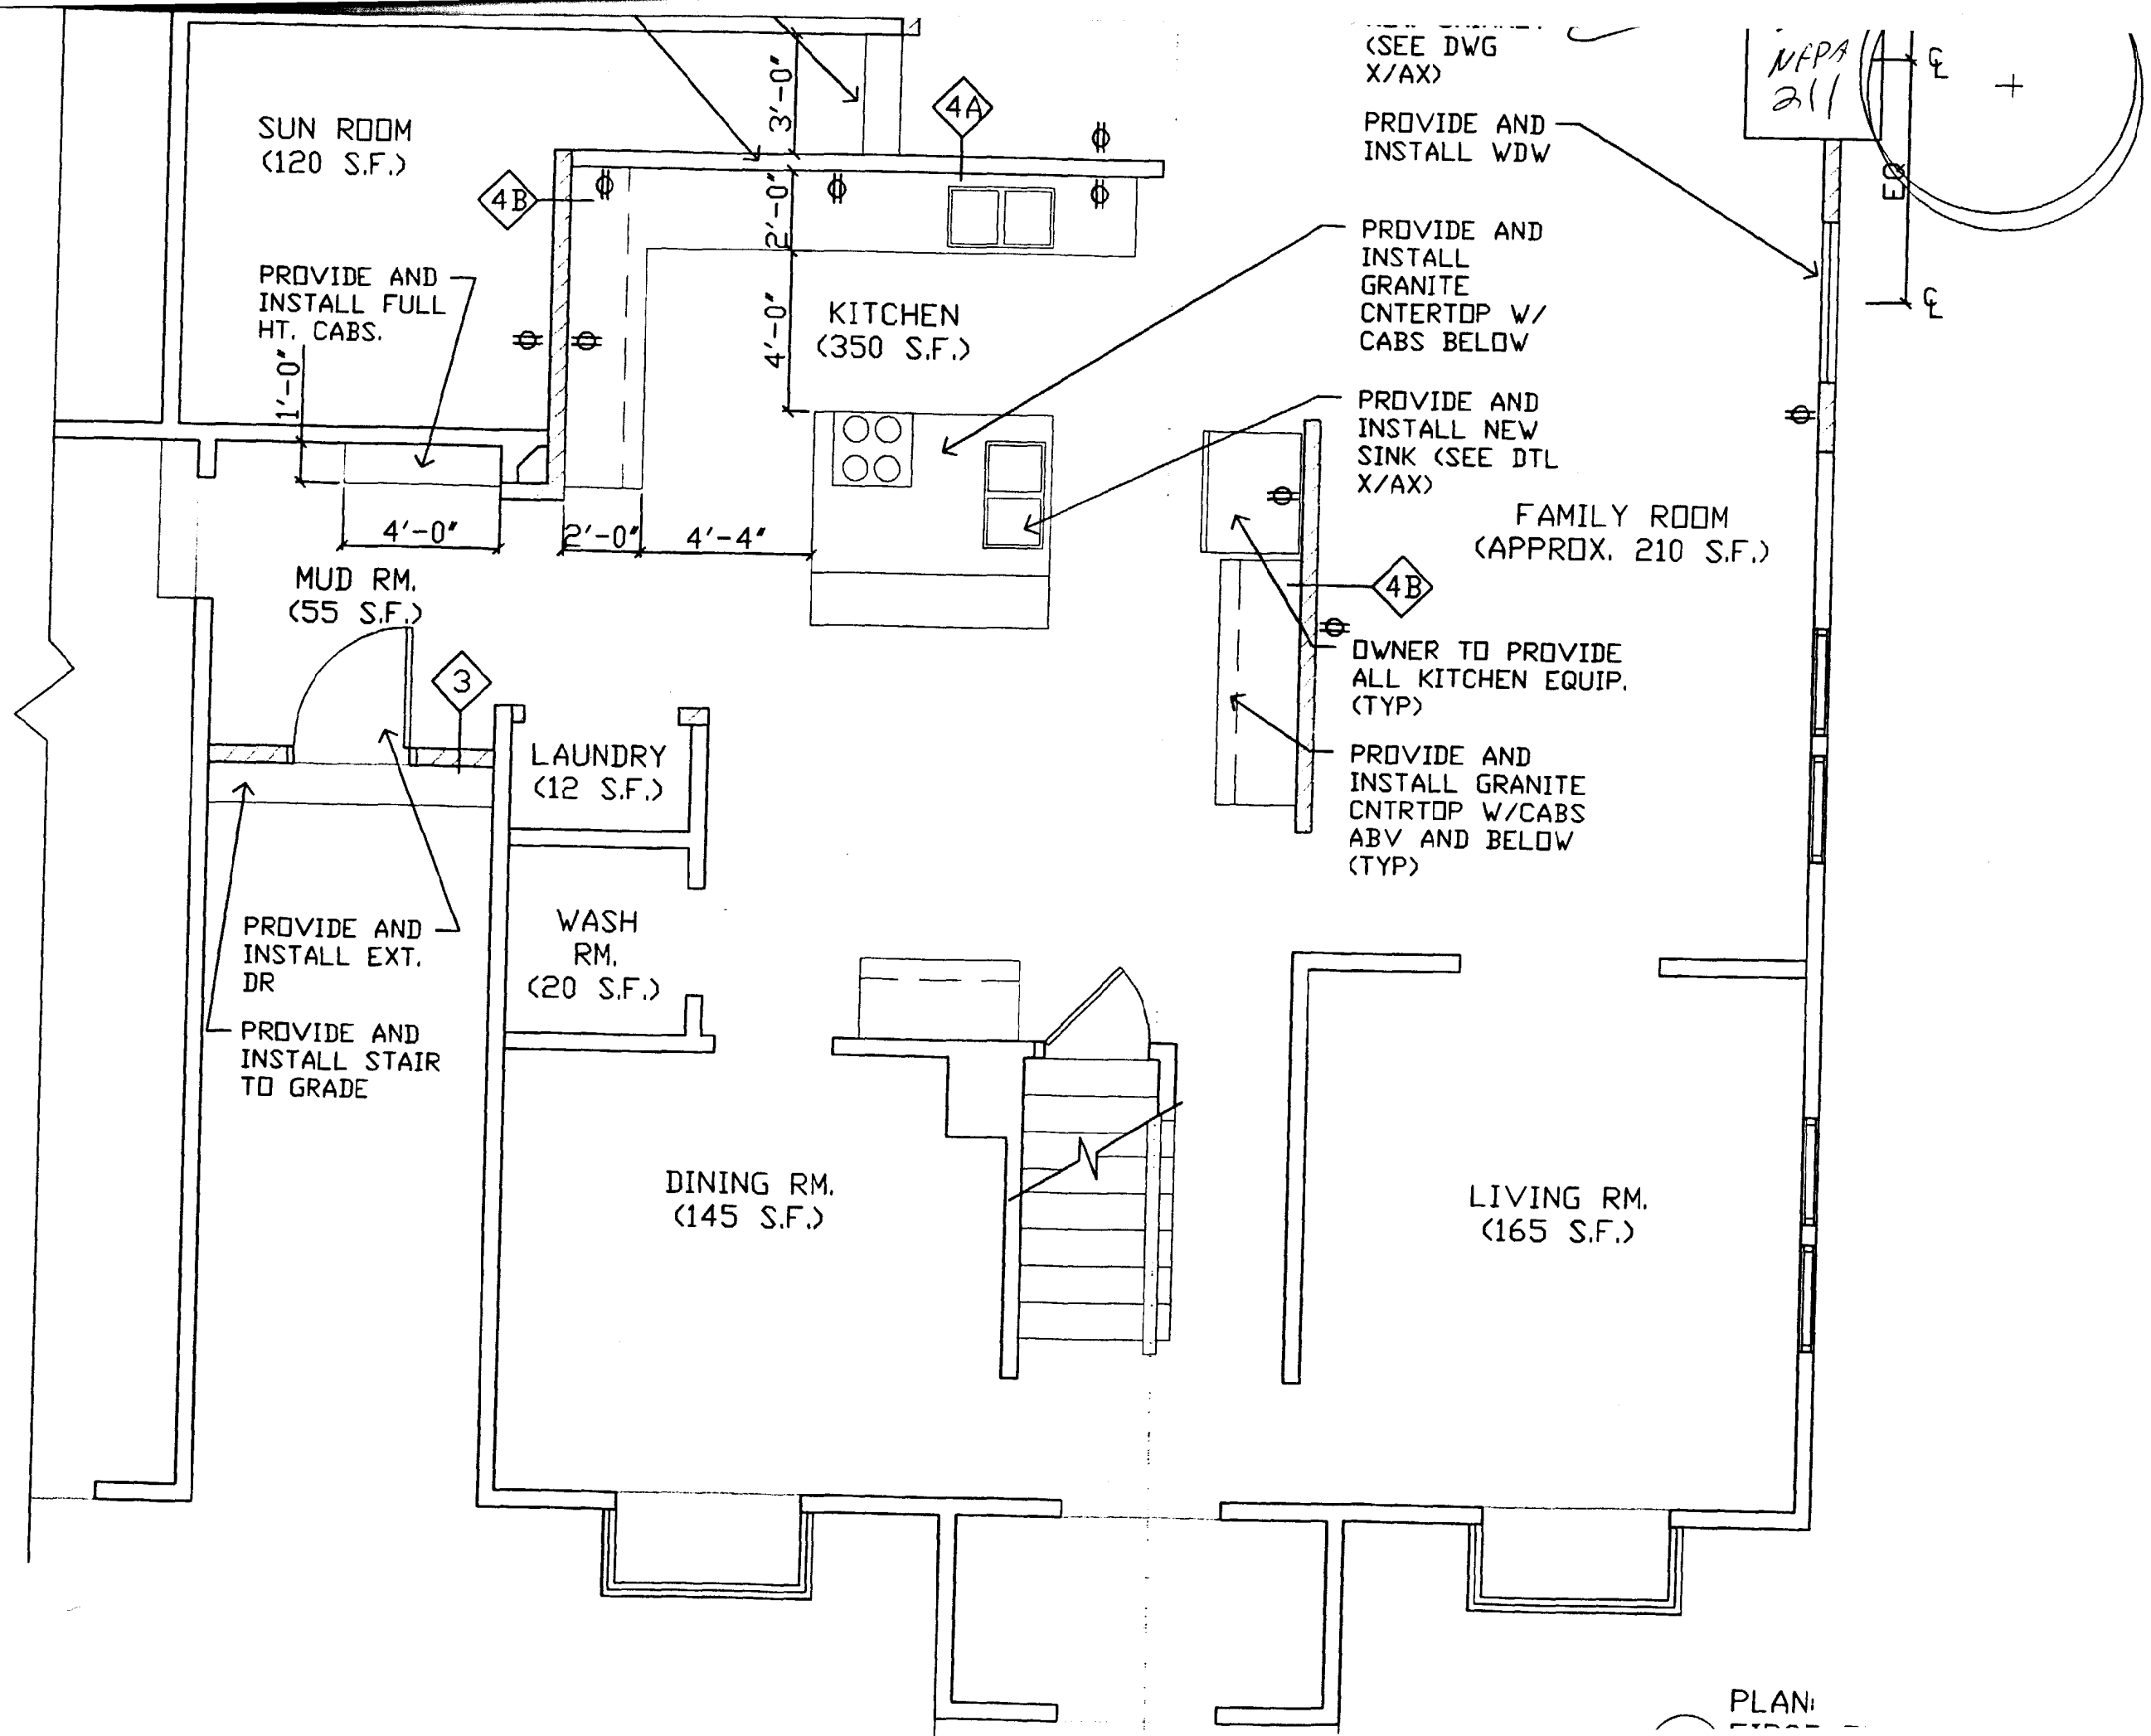 (SEE DWG
X/AX)
NFPA
211
℄
PROVIDE AND
INSTALL WDW
EQ
℄
SUN ROOM
(120 S.F.)
3'-0"
4A
4B
2'-0"
PROVIDE AND
INSTALL FULL
HT. CABS.
1'-0"
4'-0"
KITCHEN
(350 S.F.)
PROVIDE AND
INSTALL
GRANITE
CNTERTOP W/
CABS BELOW
PROVIDE AND
INSTALL NEW
SINK (SEE DTL
X/AX)
FAMILY ROOM
(APPROX. 210 S.F.)
4'-0"
2'-0"
4'-4"
MUD RM.
(55 S.F.)
4B
3
OWNER TO PROVIDE
ALL KITCHEN EQUIP.
(TYP)
LAUNDRY
(12 S.F.)
PROVIDE AND
INSTALL GRANITE
CNTRTOP W/CABS
ABV AND BELOW
(TYP)
PROVIDE AND
INSTALL EXT.
DR
WASH
RM.
(20 S.F.)
PROVIDE AND
INSTALL STAIR
TO GRADE
DINING RM.
(145 S.F.)
LIVING RM.
(165 S.F.)
PLAN: